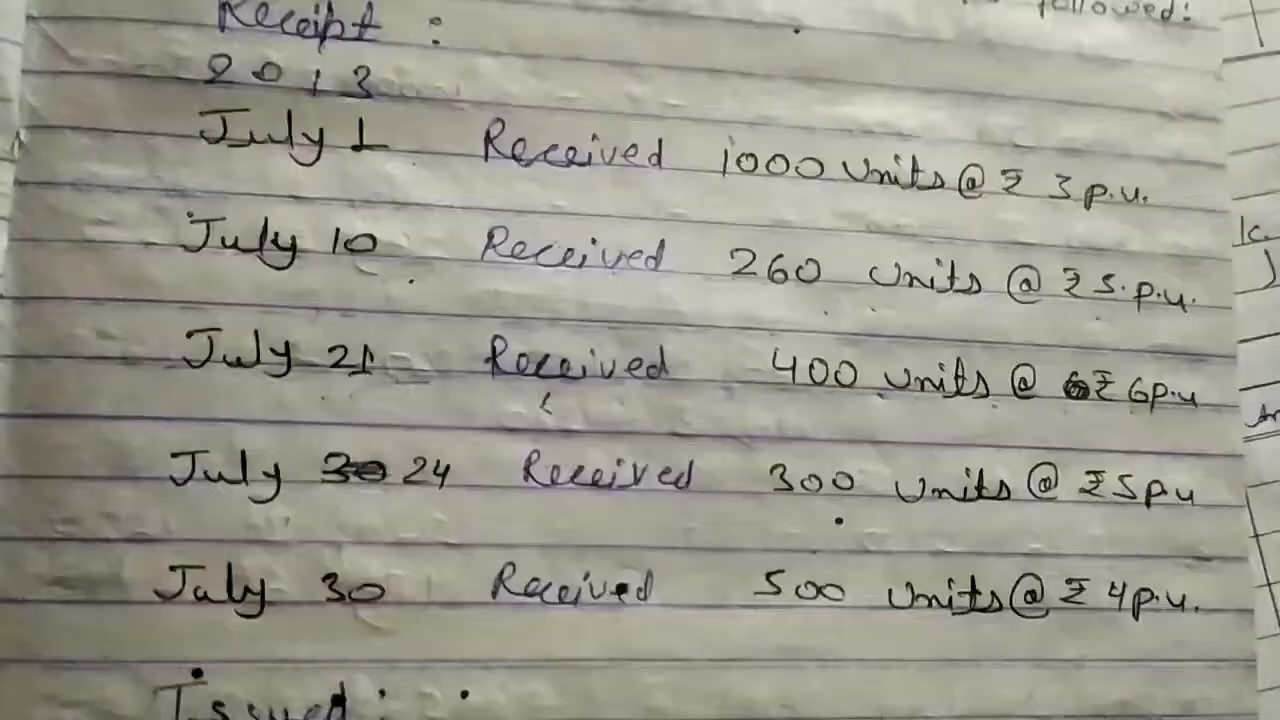 followed:
Receipt :
2013
July 1 Received 1000 Units @ ₹ 3 p.u.
July 10 Received 260 Units @ ₹ 5. p.u.
July 21 Received 400 Units @ ₹ 6 p.u
July 24 Received 300 Units @ ₹ 5 p u
July 30 Received 500 Units @ ₹ 4 p.u.
Issued :